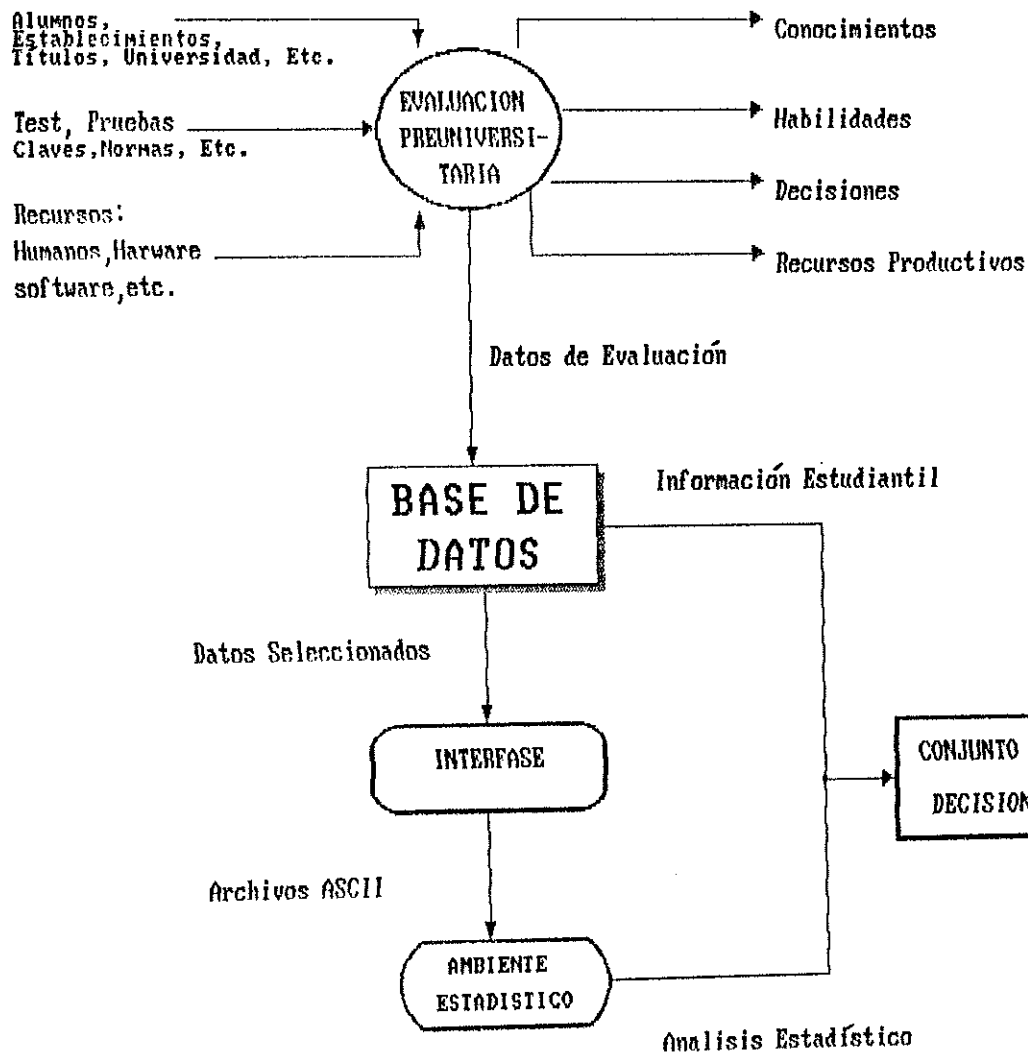 Alumnos,
Establecimientos,
Títulos, Universidad, Etc.
Conocimientos
EVALUACION
PREUNIVERSI-
TARIA
Test, Pruebas
Claves,Normas, Etc.
Habilidades
Decisiones
Recursos:
Humanos,Harware
software,etc.
Recursos Productivos
Datos de Evaluación
BASE DE
DATOS
Información Estudiantil
Datos Seleccionados
INTERFASE
CONJUNTO
DECISION
Archivos ASCII
AMBIENTE
ESTADISTICO
Analisis Estadístico